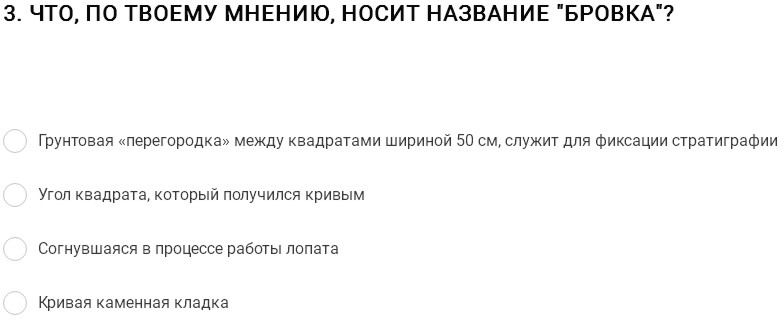 3. ЧТО, ПО ТВОЕМУ МНЕНИЮ, НОСИТ НАЗВАНИЕ "БРОВКА"?
Грунтовая «перегородка» между квадратами шириной 50 см, служит для фиксации стратиграфии
Угол квадрата, который получился кривым
Согнувшаяся в процессе работы лопата
Кривая каменная кладка